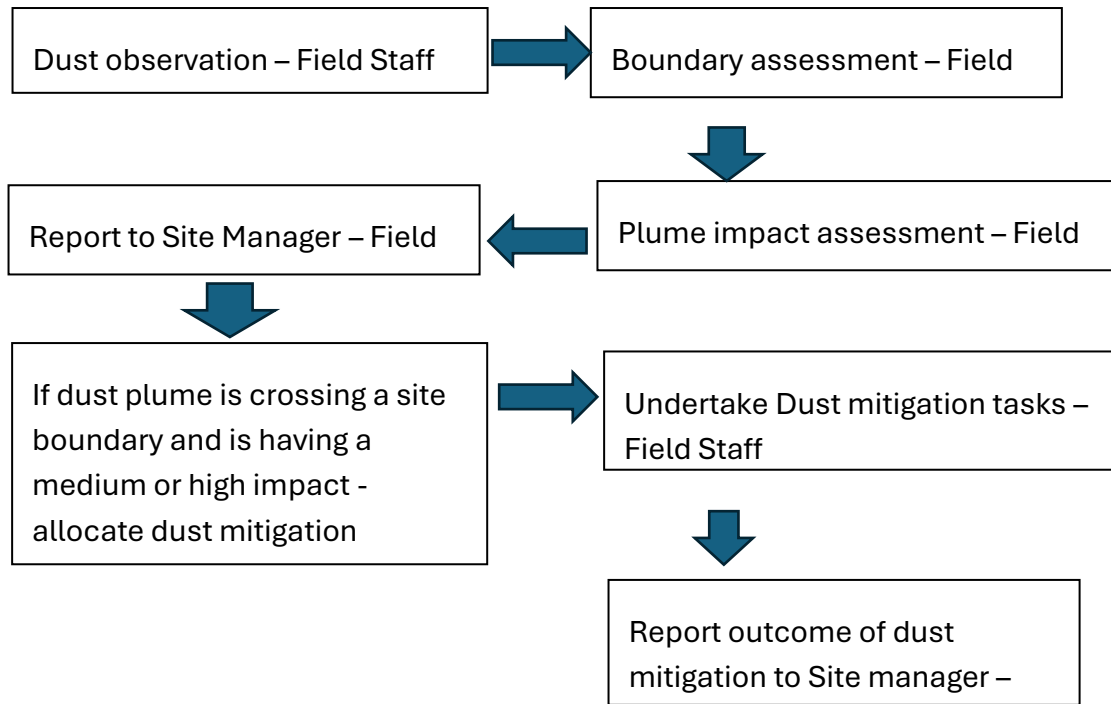 Dust observation – Field Staff
Boundary assessment – Field
Plume impact assessment – Field
Report to Site Manager – Field
If dust plume is crossing a site
boundary and is having a
medium or high impact -
allocate dust mitigation
Undertake Dust mitigation tasks –
Field Staff
Report outcome of dust
mitigation to Site manager –